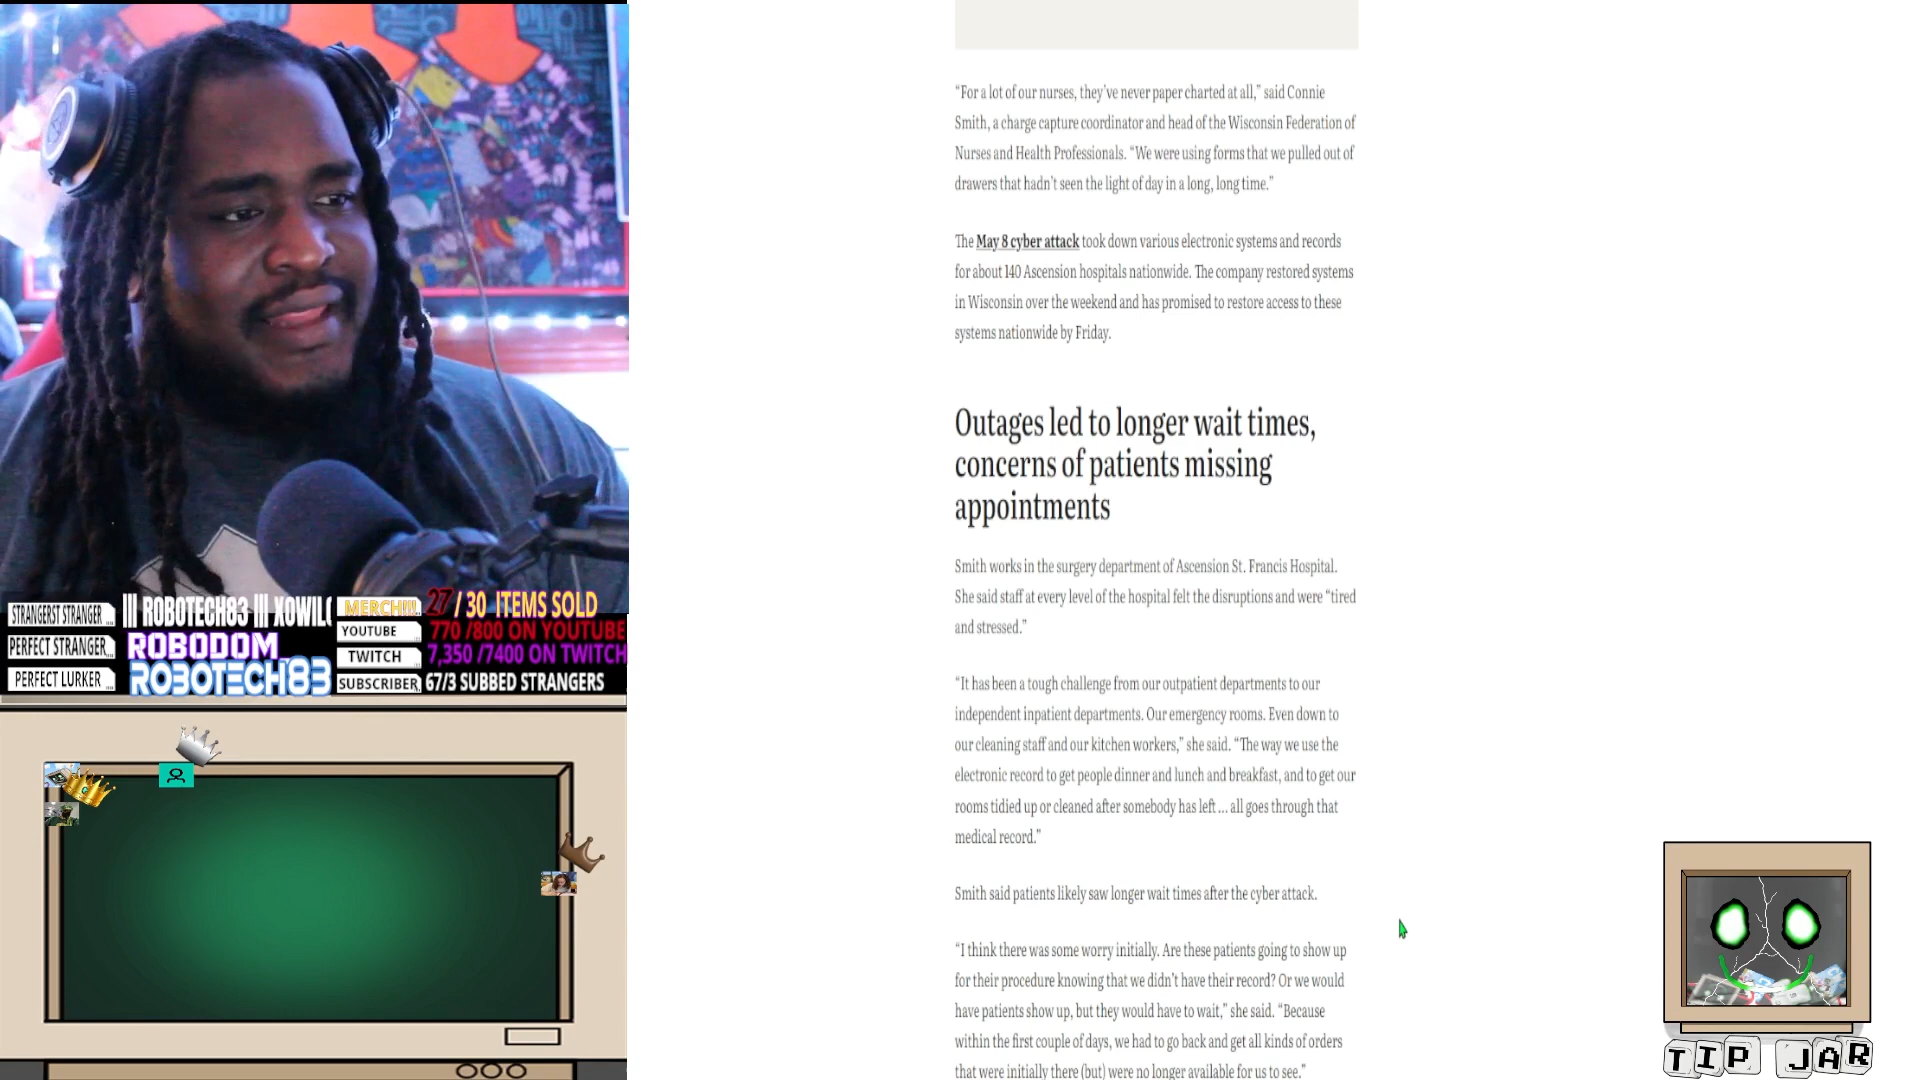 “For a lot of our nurses, they’ve never paper charted at all,” said Connie
Smith, a charge capture coordinator and head of the Wisconsin Federation of
Nurses and Health Professionals. “We were using forms that we pulled out of
drawers that hadn’t seen the light of day in a long, long time.”
The May 8 cyber attack took down various electronic systems and records
for about 140 Ascension hospitals nationwide. The company restored systems
in Wisconsin over the weekend and has promised to restore access to these
systems nationwide by Friday.
Outages led to longer wait times,
concerns of patients missing
appointments
Smith works in the surgery department of Ascension St. Francis Hospital.
She said staff at every level of the hospital felt the disruptions and were “tired
and stressed.”
“It has been a tough challenge from our outpatient departments to our
independent inpatient departments. Our emergency rooms. Even down to
our cleaning staff and our kitchen workers,” she said. “The way we use the
electronic record to get people dinner and lunch and breakfast, and to get our
rooms tidied up or cleaned after somebody has left … all goes through that
medical record.”
Smith said patients likely saw longer wait times after the cyber attack.
“I think there was some worry initially. Are these patients going to show up
for their procedure knowing that we didn’t have their record? Or we would
have patients show up, but they would have to wait,” she said. “Because
within the first couple of days, we had to go back and get all kinds of orders
that were initially there (but) were no longer available for us to see.”
STRANGERST STRANGER ||| ROBOTECH83 ||| XOWIL
PERFECT STRANGER ROBODOM_
PERFECT LURKER ROBOTECH83
MERCH!!! 27 / 30 ITEMS SOLD
YOUTUBE 770 /800 ON YOUTUBE
TWITCH 7,350 /7400 ON TWITCH
SUBSCRIBER 67/3 SUBBED STRANGERS
TIP JAR